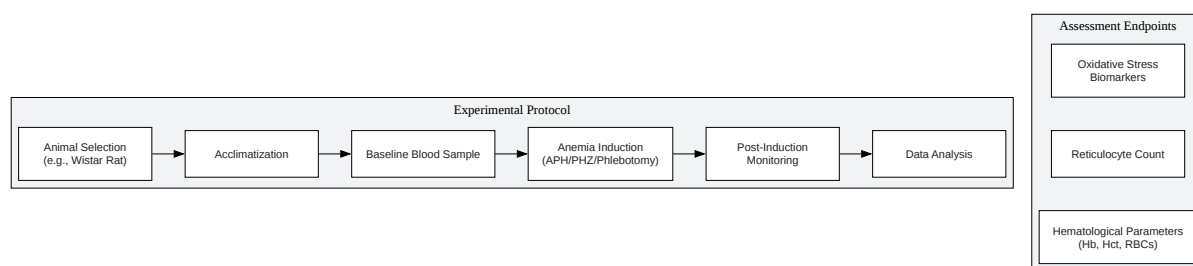 Experimental Protocol
Animal Selection
(e.g., Wistar Rat)
Acclimatization
Baseline Blood Sample
Anemia Induction
(APH/PHZ/Phlebotomy)
Post-Induction
Monitoring
Data Analysis
Assessment Endpoints
Oxidative Stress
Biomarkers
Reticulocyte Count
Hematological Parameters
(Hb, Hct, RBCs)